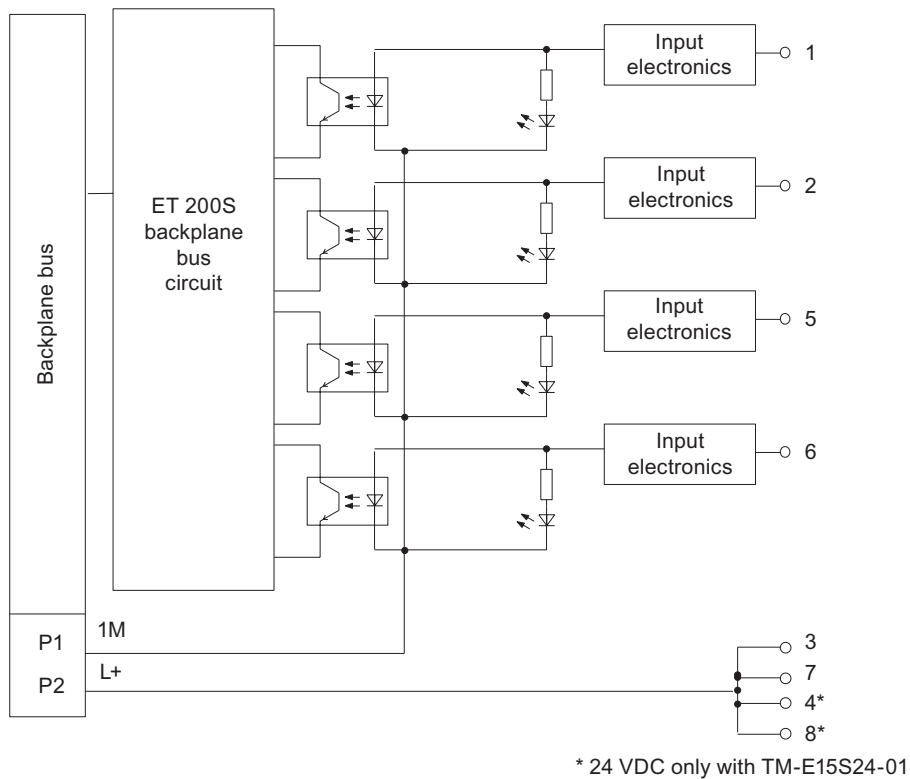 Input
electronics
1
Input
electronics
2
ET 200S
backplane
bus
circuit
Backplane bus
Input
electronics
5
Input
electronics
6
P1
1M
P2
L+
3
7
4*
8*
* 24 VDC only with TM-E15S24-01